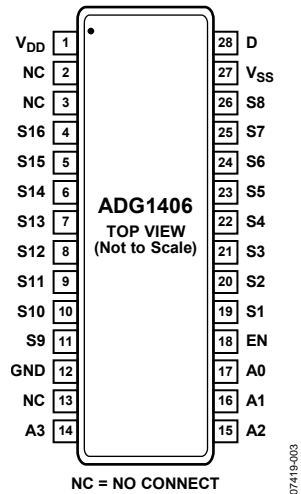 VDD 1 28 D
NC 2 27 VSS
NC 3 26 S8
S16 4 25 S7
S15 5 24 S6
S14 6 23 S5
S13 7 ADG1406 22 S4
TOP VIEW
S12 8 (Not to Scale) 21 S3
S11 9 20 S2
S10 10 19 S1
S9 11 18 EN
GND 12 17 A0
NC 13 16 A1
A3 14 15 A2
NC = NO CONNECT
07419-003